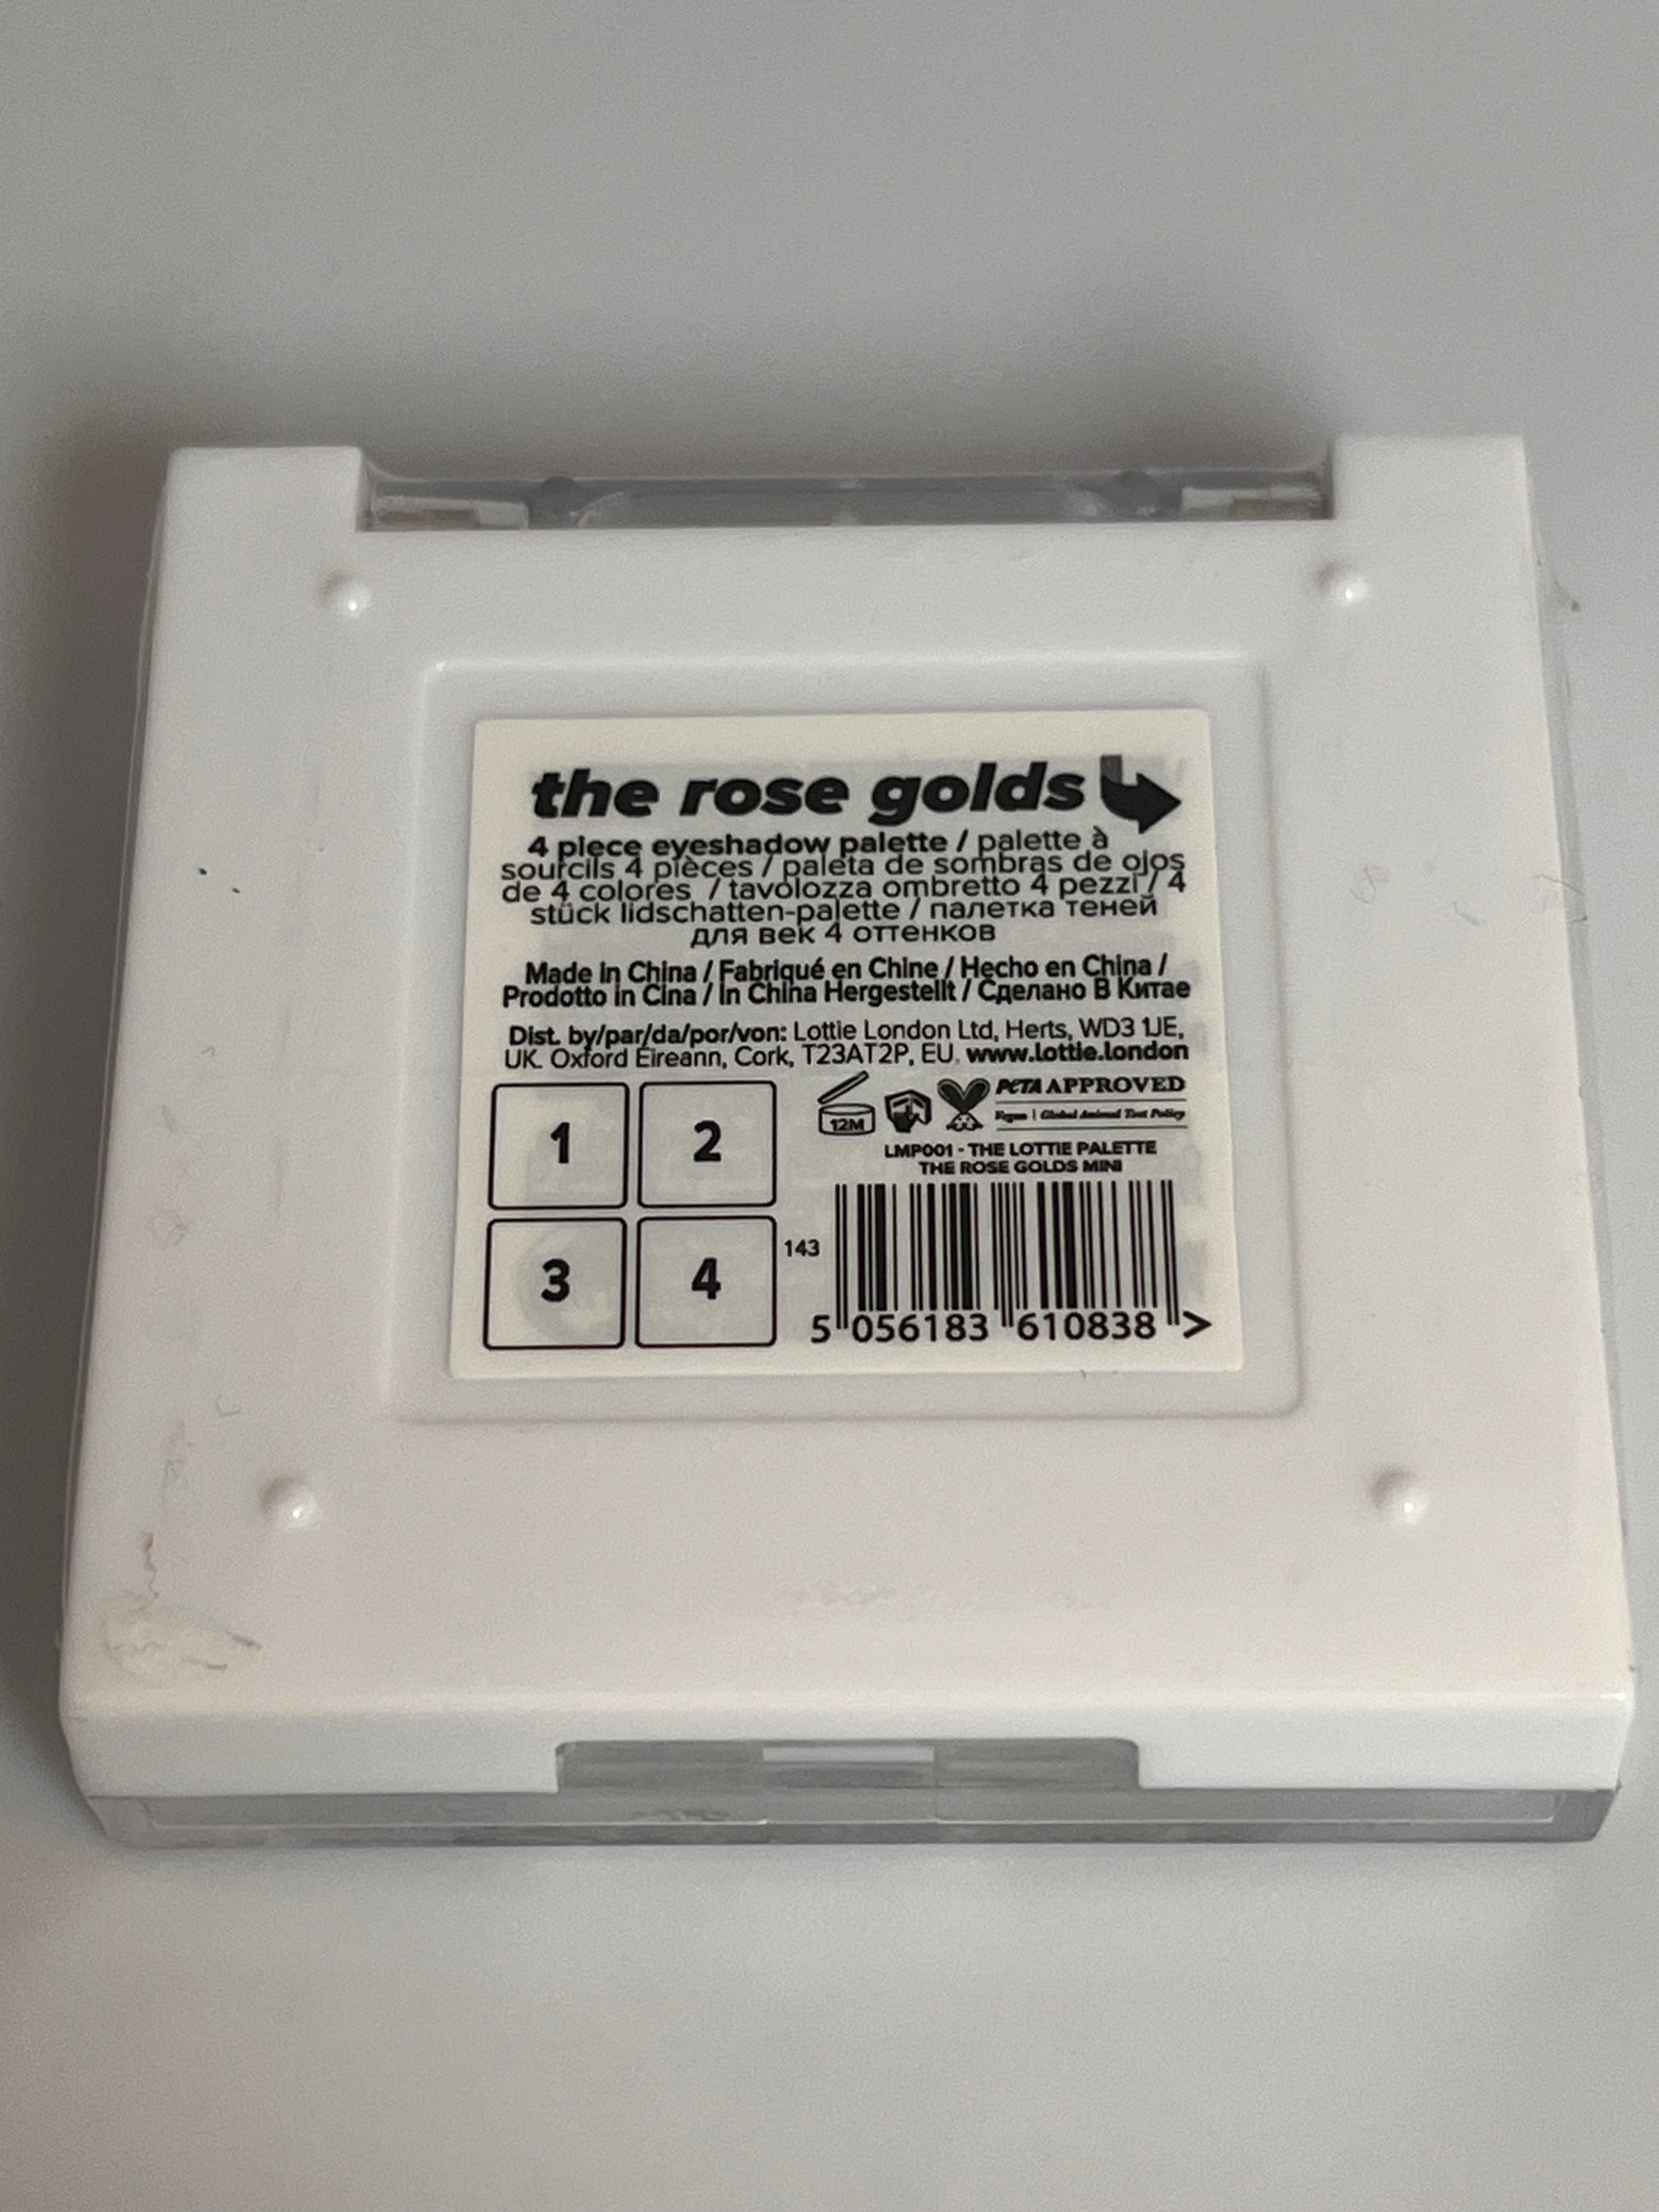 the rose golds
4 piece eyeshadow palette / palette à
sourcils 4 pièces / paleta de sombras de ojos
de 4 colores / tavolozza ombretto 4 pezzi / 4
stück lidschatten-palette / палетка теней
для век 4 оттенков
Made in China / Fabriqué en Chine / Hecho en China /
Prodotto in Cina / In China Hergestellt / Сделано В Китае
Dist. by/par/da/por/von: Lottie London Ltd, Herts, WD3 1JE,
UK. Oxford Eireann, Cork, T23AT2P, EU. www.lottie.london
1 2
3 4
12M
PETA APPROVED
Vegan | Global Animal Test Policy
LMP001 - THE LOTTIE PALETTE
THE ROSE GOLDS MINI
143
5 056183 610838 >